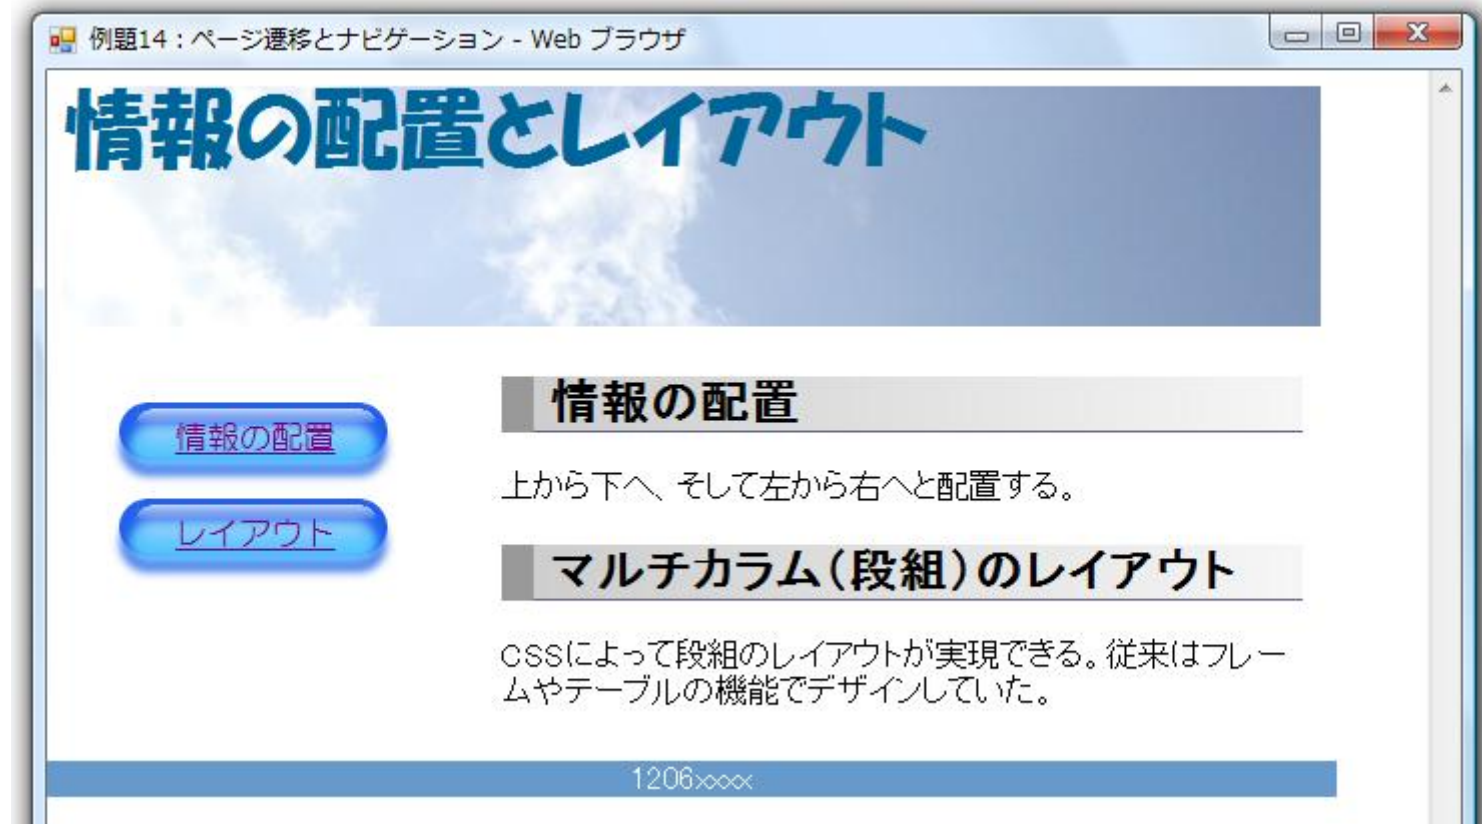 例題14：ページ遷移とナビゲーション - Web ブラウザ
情報の配置とレイアウト
情報の配置
レイアウト
情報の配置
上から下へ、そして左から右へと配置する。
マルチカラム（段組）のレイアウト
CSSによって段組のレイアウトが実現できる。従来はフレー
ムやテーブルの機能でデザインしていた。
1206xxxx